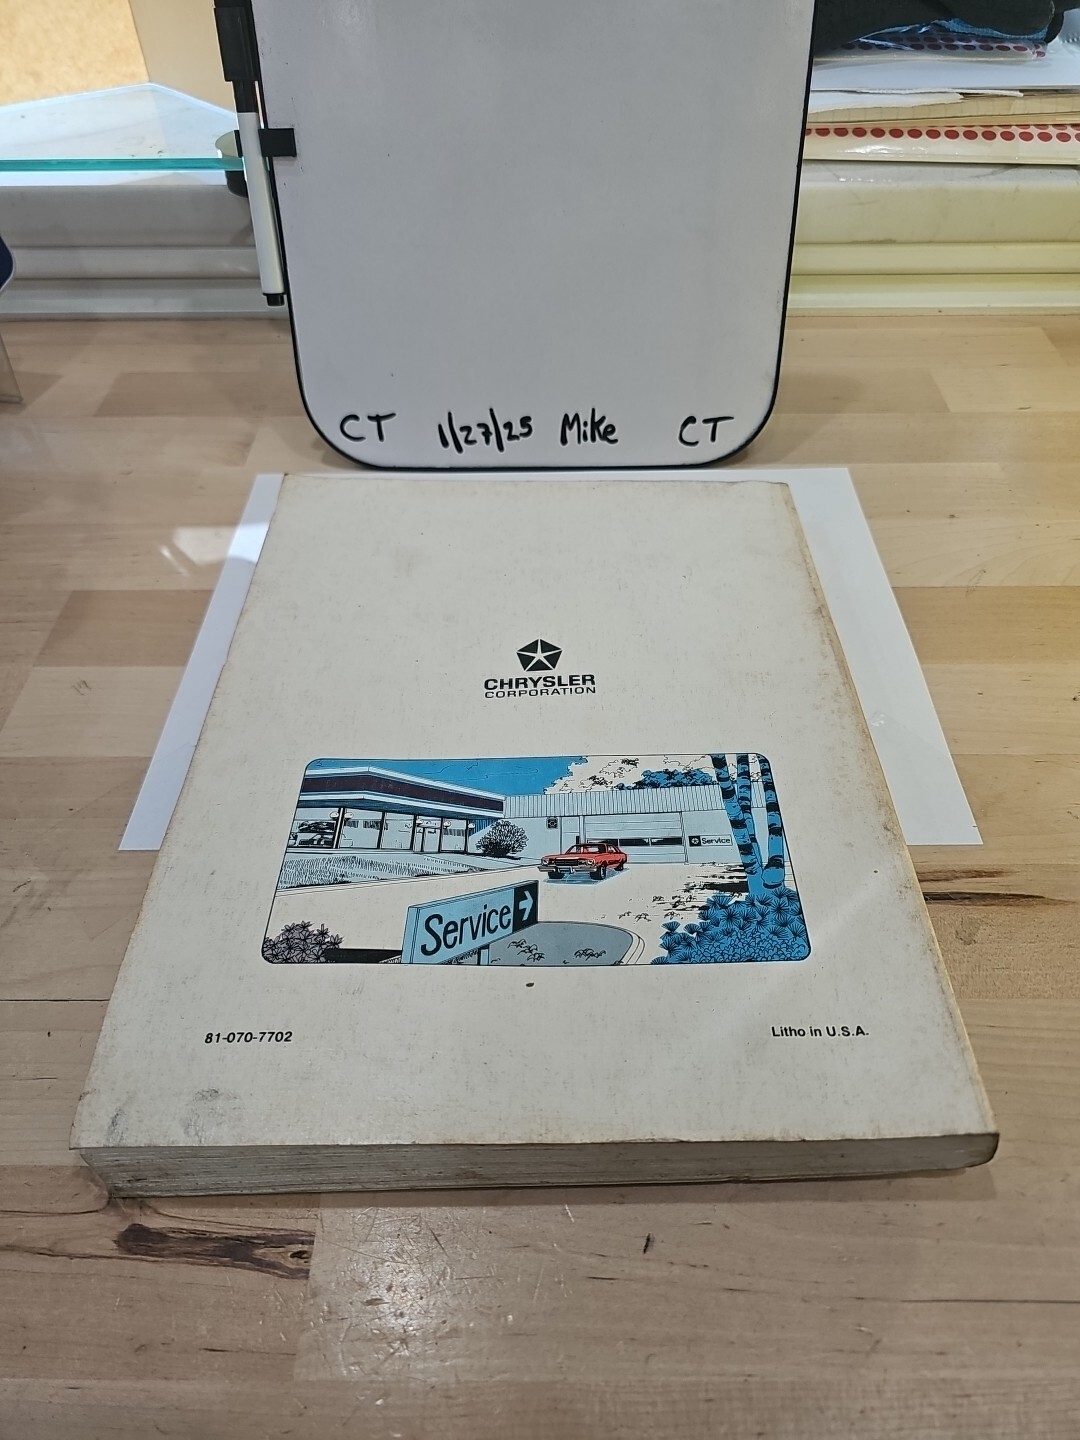 CT 1/27/25 Mike CT
CHRYSLER
CORPORATION
Service
Service →
81-070-7702 Litho in U.S.A.